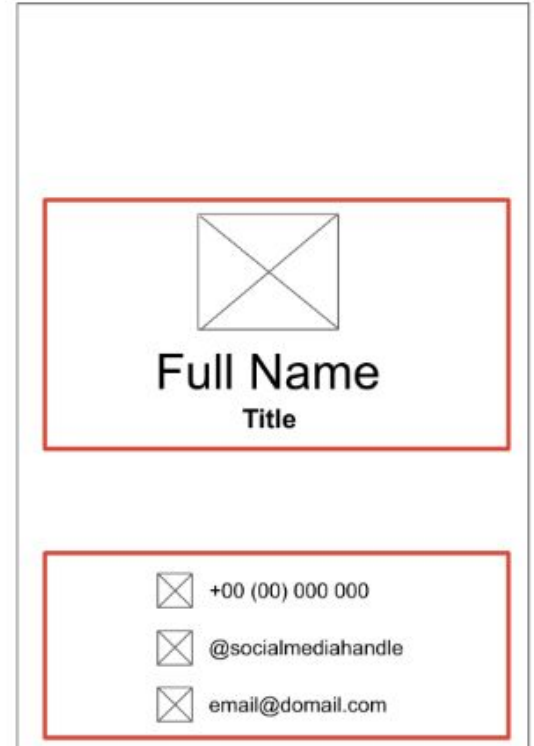 Full Name
Title
+00 (00) 000 000
@socialmediahandle
email@domail.com